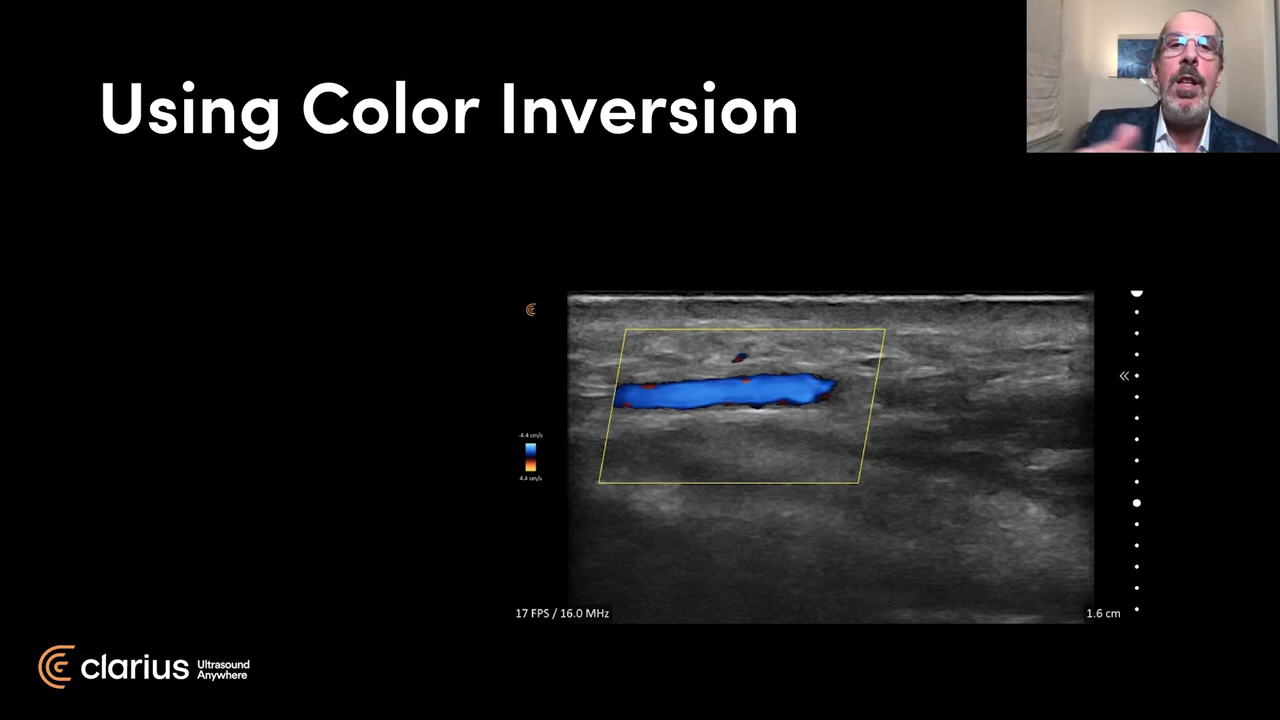 Using Color Inversion
-4.4 cm/s
4.4 cm/s
17 FPS / 16.0 MHz
1.6 cm
clarius
Ultrasound
Anywhere